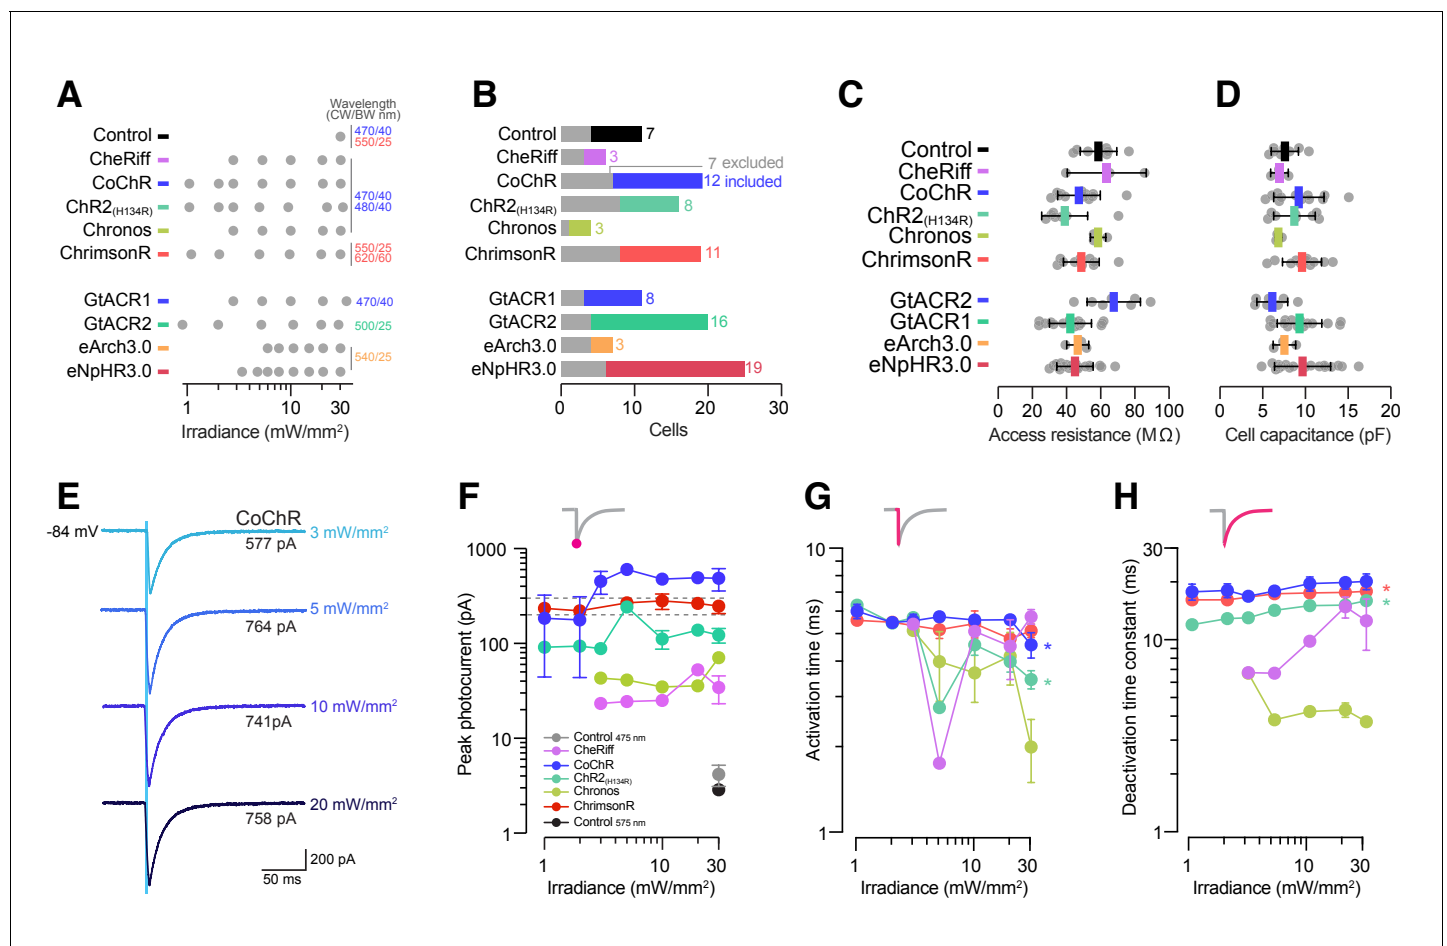 A
Wavelength
(CW/BW nm)
Control
470/40
550/25
CheRiff
CoChR
470/40
ChR2(H134R)
480/40
Chronos
ChrimsonR
550/25
620/60
GtACR1
470/40
GtACR2
500/25
eArch3.0
540/25
eNpHR3.0
1
10
30
Irradiance (mW/mm²)
B
Control
7
CheRiff
3
7 excluded
CoChR
12 included
ChR2(H134R)
8
Chronos
3
ChrimsonR
11
GtACR1
8
GtACR2
16
eArch3.0
3
eNpHR3.0
19
0
10
20
30
Cells
C
Control
CheRiff
CoChR
ChR2(H134R)
Chronos
ChrimsonR
GtACR2
GtACR1
eArch3.0
eNpHR3.0
0
20
40
60
80
100
Access resistance (MΩ)
D
0
5
10
15
20
Cell capacitance (pF)
E
-84 mV
CoChR
577 pA
3 mW/mm²
764 pA
5 mW/mm²
741pA
10 mW/mm²
758 pA
20 mW/mm²
200 pA
50 ms
F
Peak photocurrent (pA)
1000
100
10
1
Control 475 nm
CheRiff
CoChR
ChR2(H134R)
Chronos
ChrimsonR
Control 575 nm
1
10
30
Irradiance (mW/mm²)
G
Activation time (ms)
10
1
*
*
1
10
30
Irradiance (mW/mm²)
H
Deactivation time constant (ms)
30
10
1
*
*
1
10
30
Irradiance (mW/mm²)